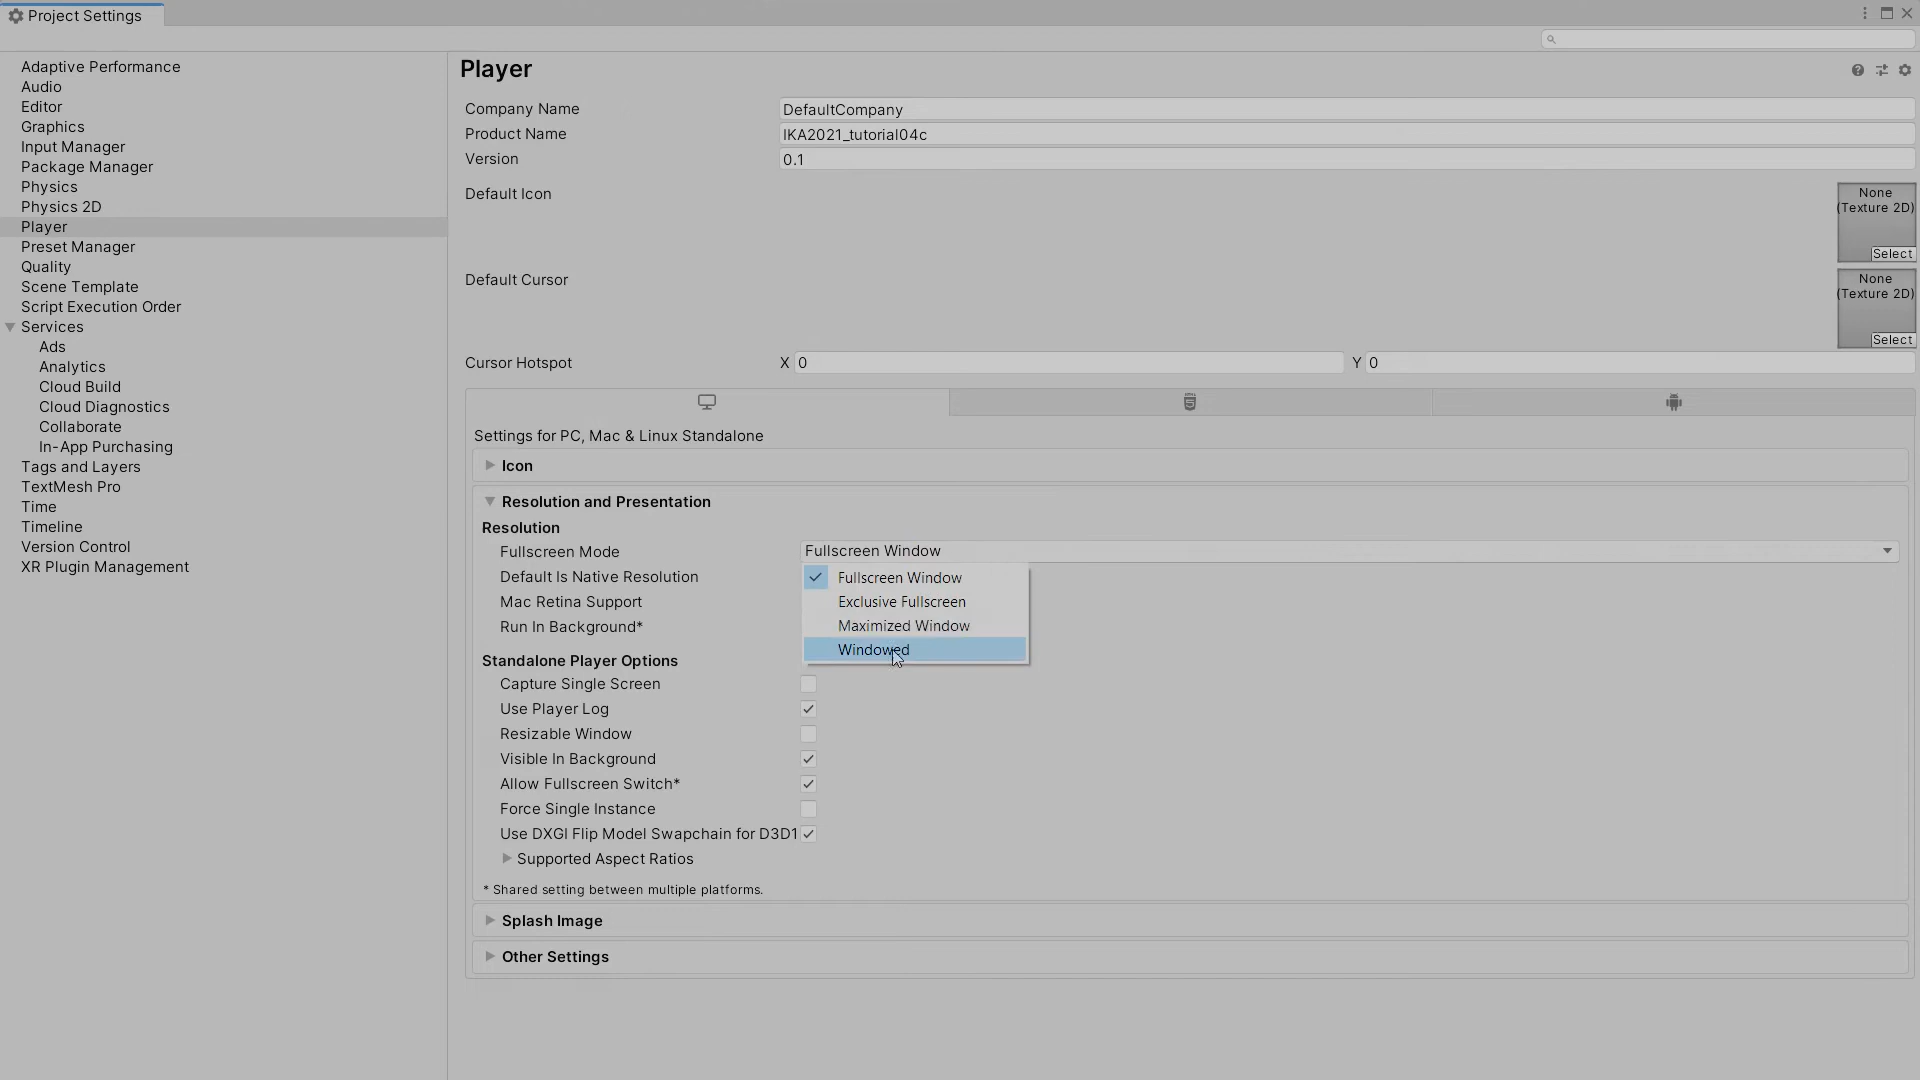 Project Settings
Adaptive Performance
Audio
Editor
Graphics
Input Manager
Package Manager
Physics
Physics 2D
Player
Preset Manager
Quality
Scene Template
Script Execution Order
Services
Ads
Analytics
Cloud Build
Cloud Diagnostics
Collaborate
In-App Purchasing
Tags and Layers
TextMesh Pro
Time
Timeline
Version Control
XR Plugin Management
Player
Company Name DefaultCompany
Product Name IKA2021_tutorial04c
Version 0.1
Default Icon
None
(Texture 2D)
Select
Default Cursor
None
(Texture 2D)
Select
Cursor Hotspot X 0 Y 0
Settings for PC, Mac & Linux Standalone
Icon
Resolution and Presentation
Resolution
Fullscreen Mode Fullscreen Window
Default Is Native Resolution
Mac Retina Support
Run In Background*
Fullscreen Window
Exclusive Fullscreen
Maximized Window
Windowed
Standalone Player Options
Capture Single Screen
Use Player Log
Resizable Window
Visible In Background
Allow Fullscreen Switch*
Force Single Instance
Use DXGI Flip Model Swapchain for D3D1
Supported Aspect Ratios
* Shared setting between multiple platforms.
Splash Image
Other Settings